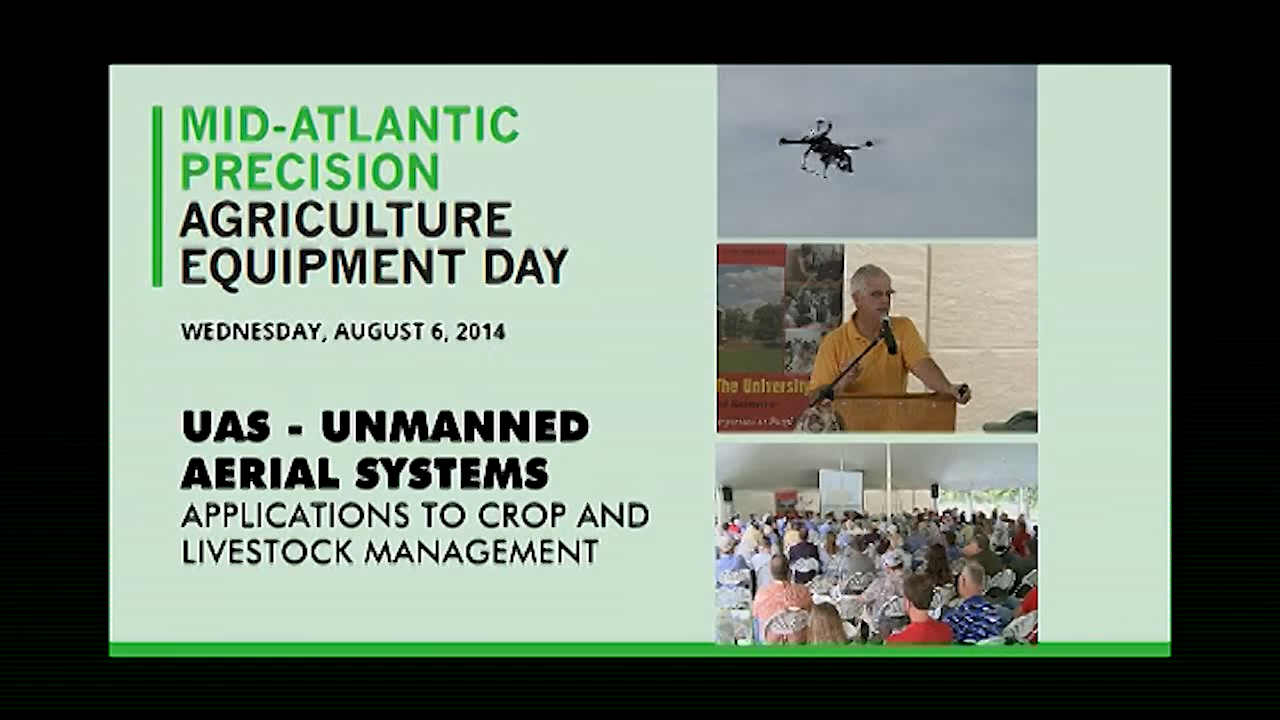 MID-ATLANTIC
PRECISION
AGRICULTURE
EQUIPMENT DAY
WEDNESDAY, AUGUST 6, 2014
UAS - UNMANNED
AERIAL SYSTEMS
APPLICATIONS TO CROP AND
LIVESTOCK MANAGEMENT
The University